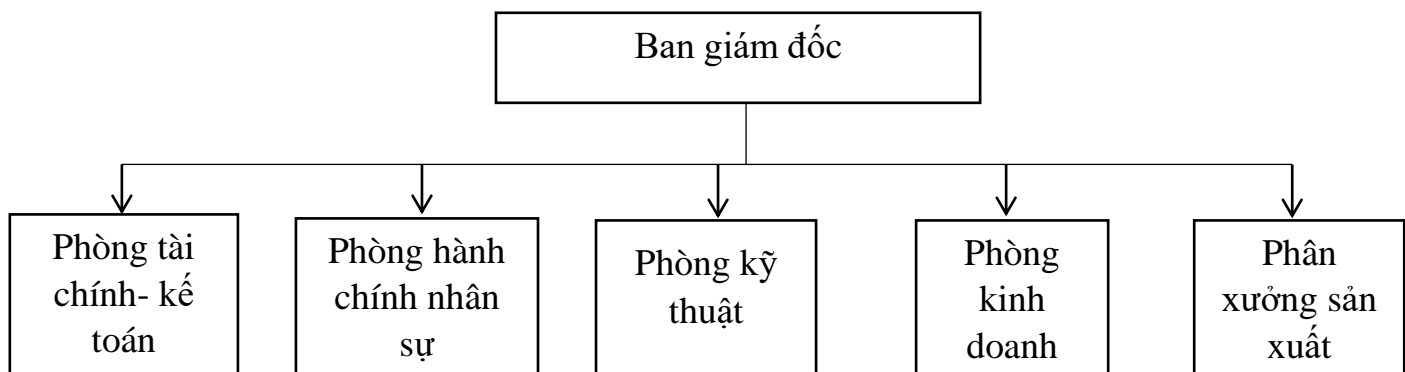 Ban giám đốc
Phòng tài
chính- kế
toán
Phòng hành
chính nhân
sự
Phòng kỹ
thuật
Phòng
kinh
doanh
Phân
xưởng sản
xuất